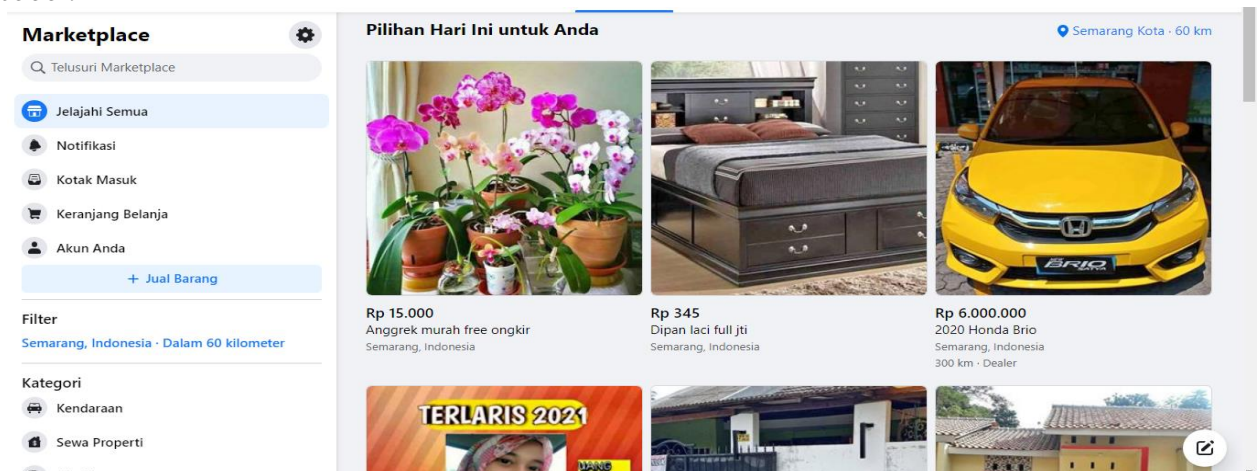 Marketplace
Telusuri Marketplace
Jelajahi Semua
Notifikasi
Kotak Masuk
Keranjang Belanja
Akun Anda
+ Jual Barang
Filter
Semarang, Indonesia · Dalam 60 kilometer
Kategori
Kendaraan
Sewa Properti
Pilihan Hari Ini untuk Anda
Semarang Kota · 60 km
Rp 15.000
Anggrek murah free ongkir
Semarang, Indonesia
Rp 345
Dipan laci full jti
Semarang, Indonesia
BRIO
SATYA
Rp 6.000.000
2020 Honda Brio
Semarang, Indonesia
300 km · Dealer
TERLARIS 2021
UANG